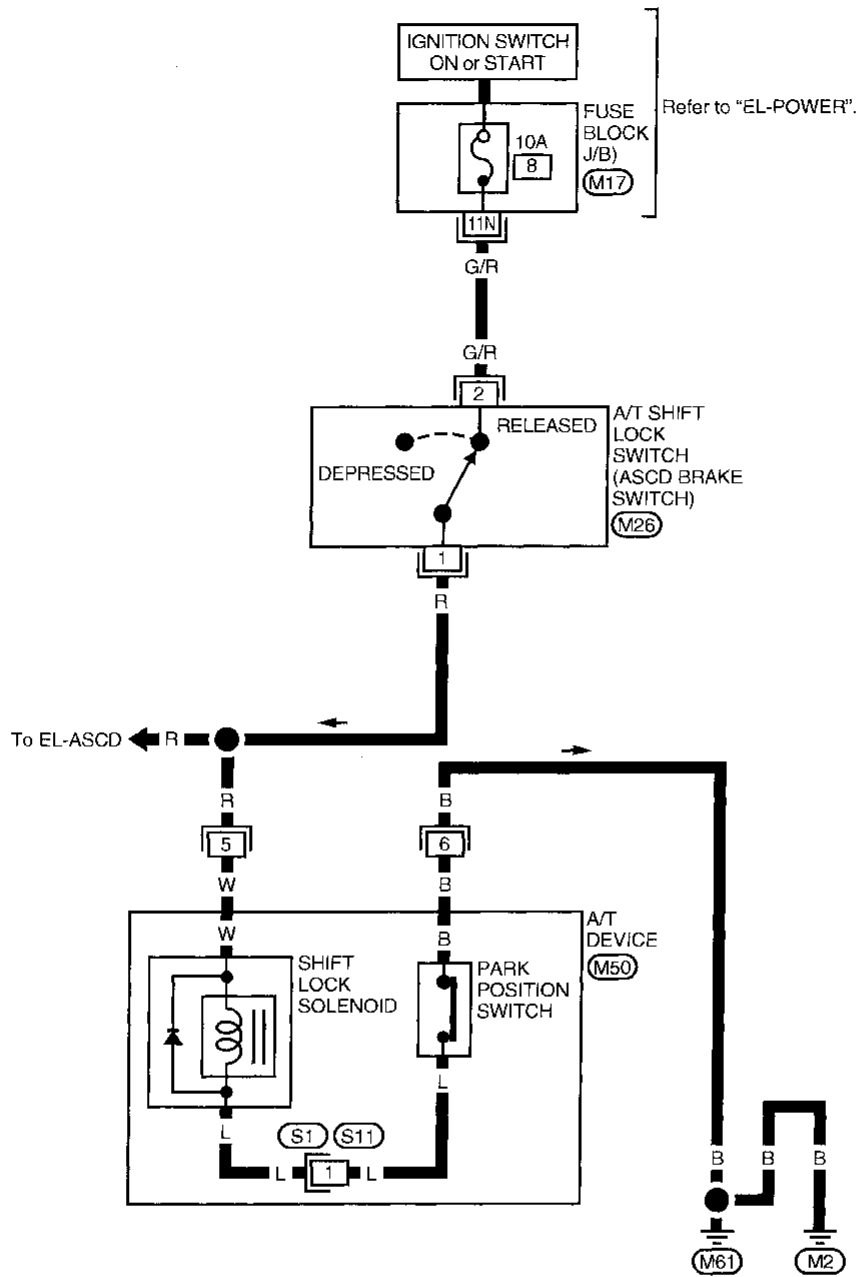 IGNITION SWITCH
ON or START
Refer to "EL-POWER".
FUSE
BLOCK
J/B)
M17
10A
8
11N
G/R
G/R
2
RELEASED
DEPRESSED
A/T SHIFT
LOCK
SWITCH
(ASCD BRAKE
SWITCH)
M26
1
R
To EL-ASCD
R
R
B
5
6
W
B
W
B
A/T
DEVICE
M50
SHIFT
LOCK
SOLENOID
PARK
POSITION
SWITCH
L
L
S1
S11
L
1
L
B
B
B
M61
M2